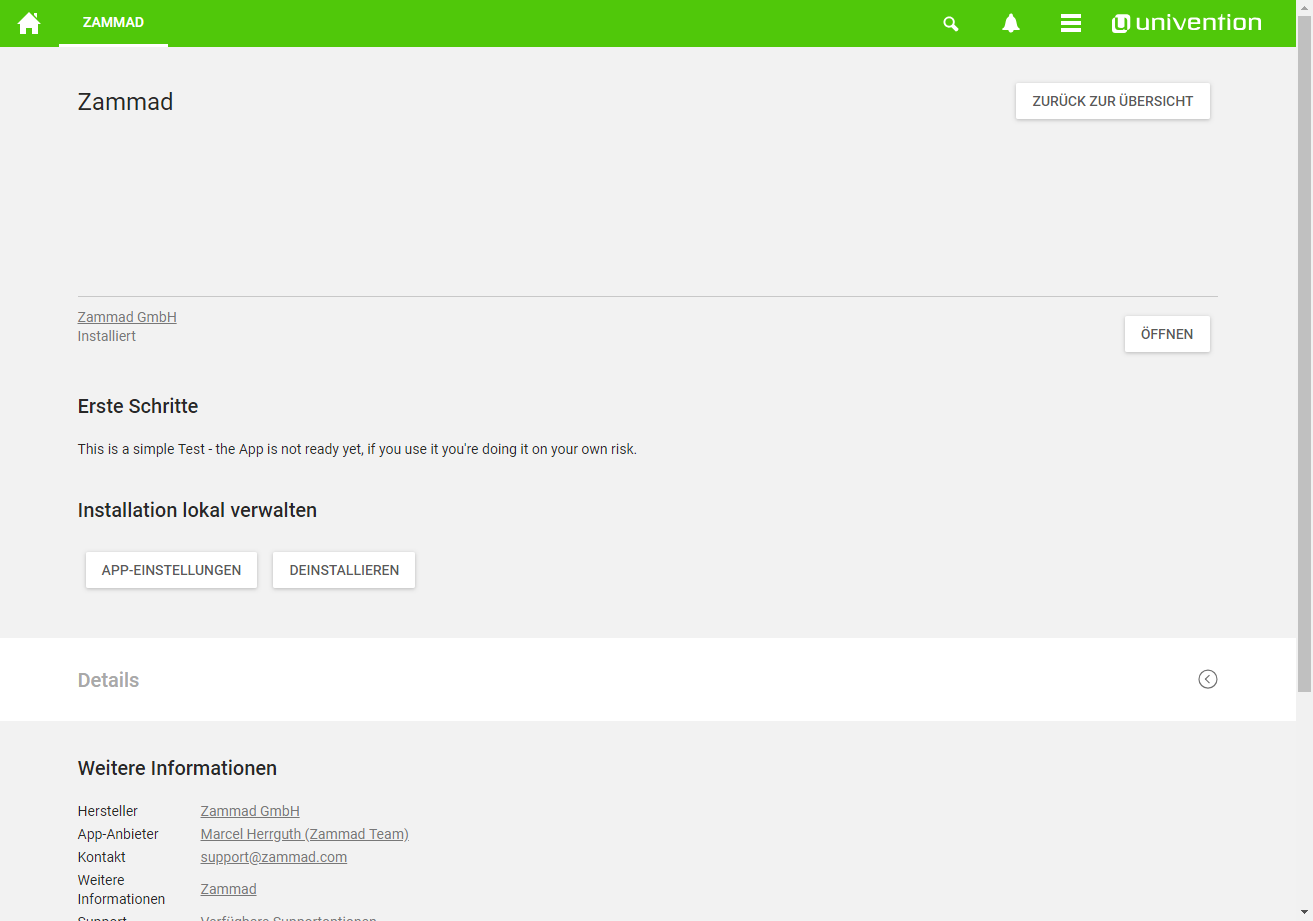 ZAMMAD
univention
Zammad
ZURÜCK ZUR ÜBERSICHT
Zammad GmbH
Installiert
ÖFFNEN
Erste Schritte
This is a simple Test - the App is not ready yet, if you use it you're doing it on your own risk.
Installation lokal verwalten
APP-EINSTELLUNGEN DEINSTALLIEREN
Details
Weitere Informationen
Hersteller Zammad GmbH
App-Anbieter Marcel Herrguth (Zammad Team)
Kontakt support@zammad.com
Weitere
Informationen Zammad
Support Verfügbare Supportoptionen